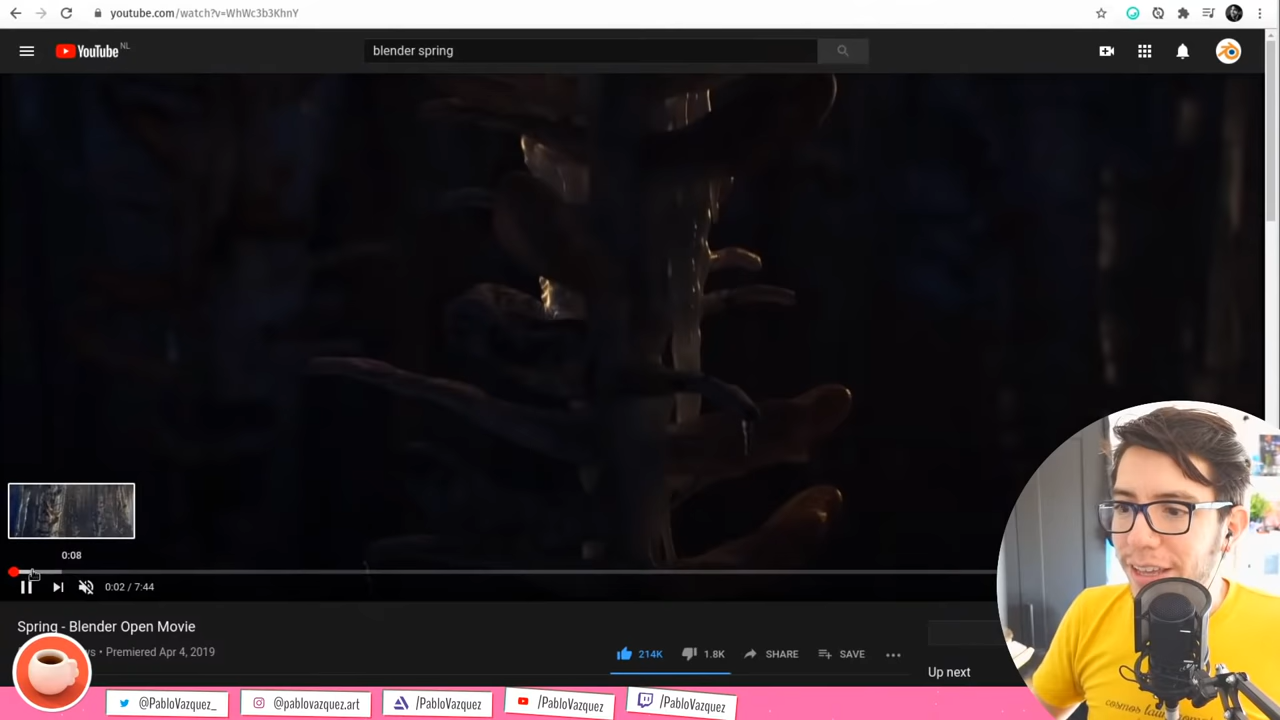 youtube.com/watch?v=WhWc3b3KhnY
YouTube NL
blender spring
0:08
0:02 / 7:44
Spring - Blender Open Movie
• Premiered Apr 4, 2019
214K
1.8K
SHARE
SAVE
Up next
@PabloVazquez_
@pablovazquez.art
/PabloVazquez
/PabloVazquez
/PabloVazquez